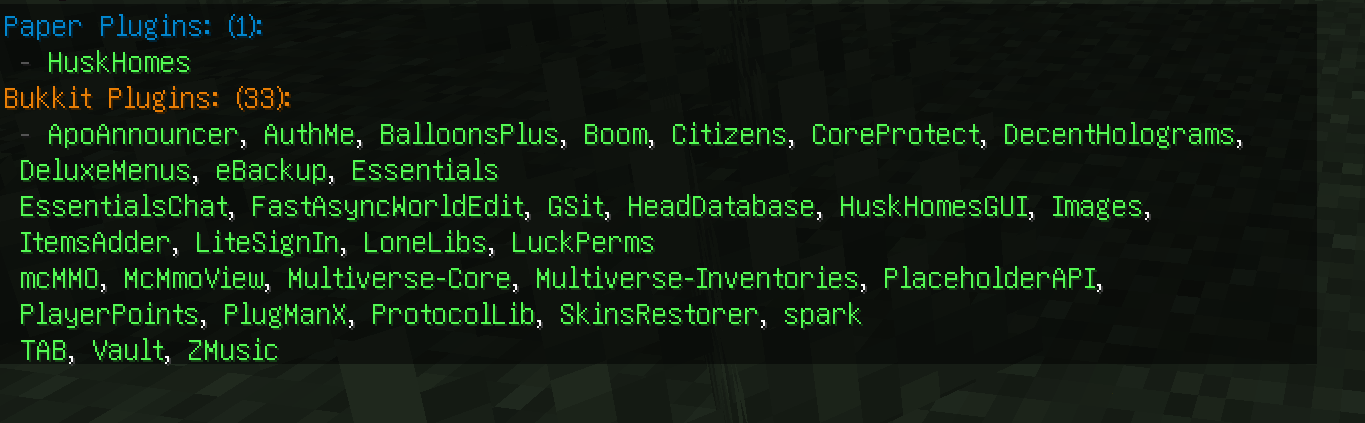 Paper Plugins: (1):
- HuskHomes
Bukkit Plugins: (33):
- ApoAnnouncer, AuthMe, BalloonsPlus, Boom, Citizens, CoreProtect, DecentHolograms,
DeluxeMenus, eBackup, Essentials
EssentialsChat, FastAsyncWorldEdit, GSit, HeadDatabase, HuskHomesGUI, Images,
ItemsAdder, LiteSignIn, LoneLibs, LuckPerms
mcMMO, McMmoView, Multiverse-Core, Multiverse-Inventories, PlaceholderAPI,
PlayerPoints, PlugManX, ProtocolLib, SkinsRestorer, spark
TAB, Vault, ZMusic